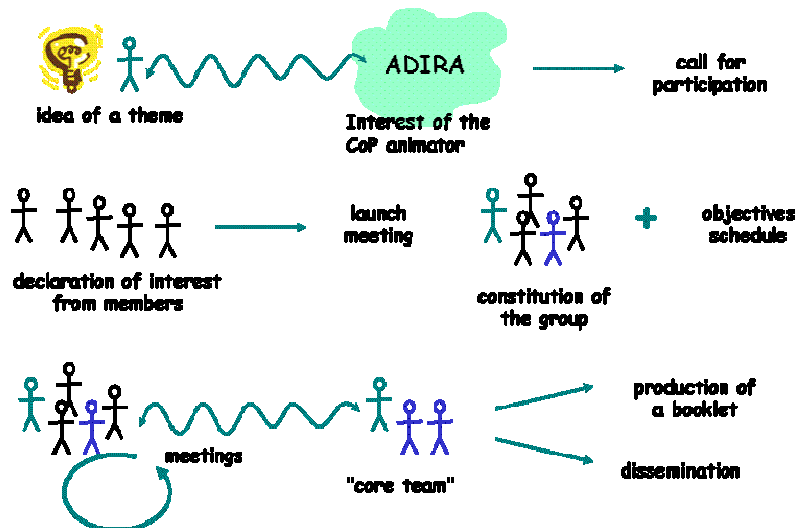 idea of a theme
ADIRA
Interest of the
CoP animator
call for
participation
declaration of interest
from members
launch
meeting
constitution of
the group
+
objectives
schedule
meetings
"core team"
production of
a booklet
dissemination